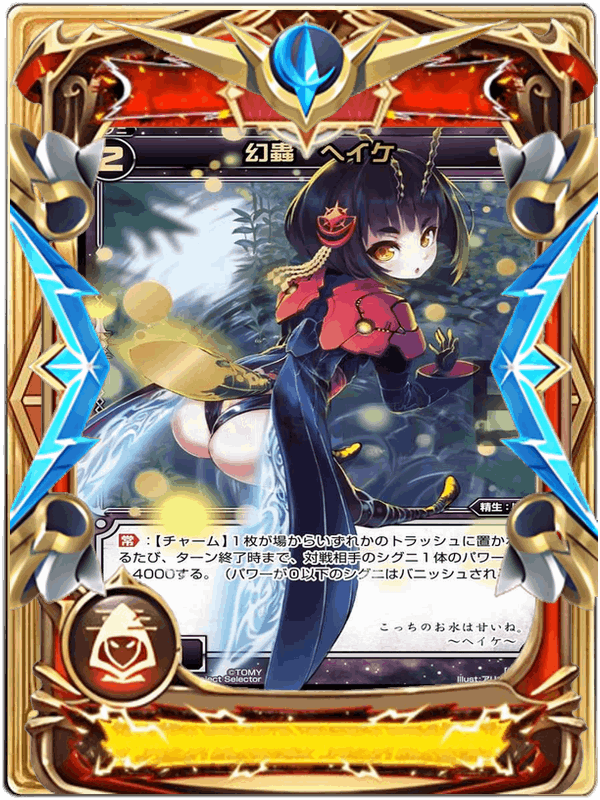 2
幻蟲 ヘイケ
精生:
常:【チャーム】1枚が場からいずれかのトラッシュに置か
るたび、ターン終了時まで、対戦相手のシグニ1体のパワー
4000する。(パワーが0以下のシグニはバニッシュされ
こっちのお水は甘いね。
~ヘイケ~
©TOMY
ect Selector
Illust:アリ